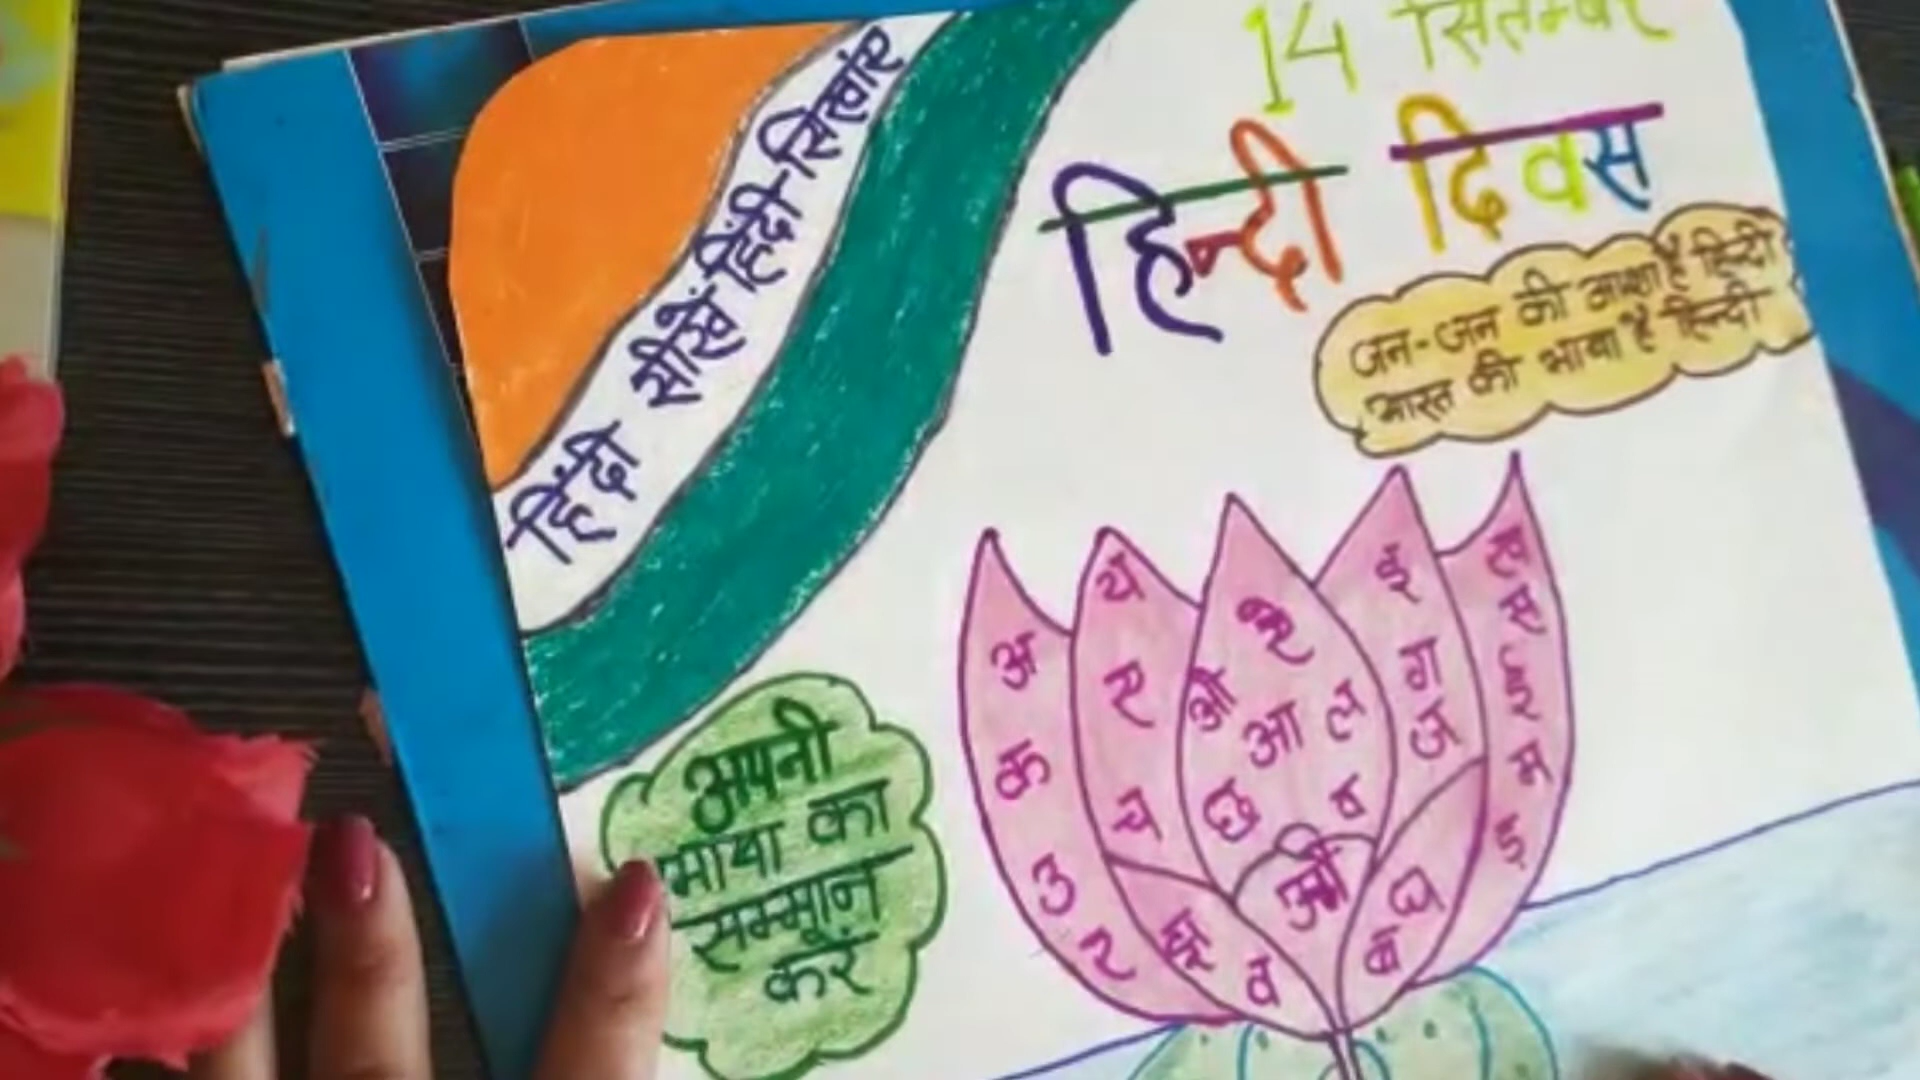 14 सितम्बर
हिन्दी दिवस
हिंदी सीखें हिंदी सिखांए
जन-जन की आशा है हिन्दी
भारत की भाषा है हिन्दी
अपनी
भाषा का
सम्मान
करें
अ
क
उ
र
य
र
च
औ
आ
ल
छ
व
इ
ग
ज
स
म
व